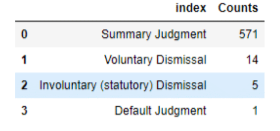 index Counts
0 Summary Judgment 571
1 Voluntary Dismissal 14
2 Involuntary (statutory) Dismissal 5
3 Default Judgment 1